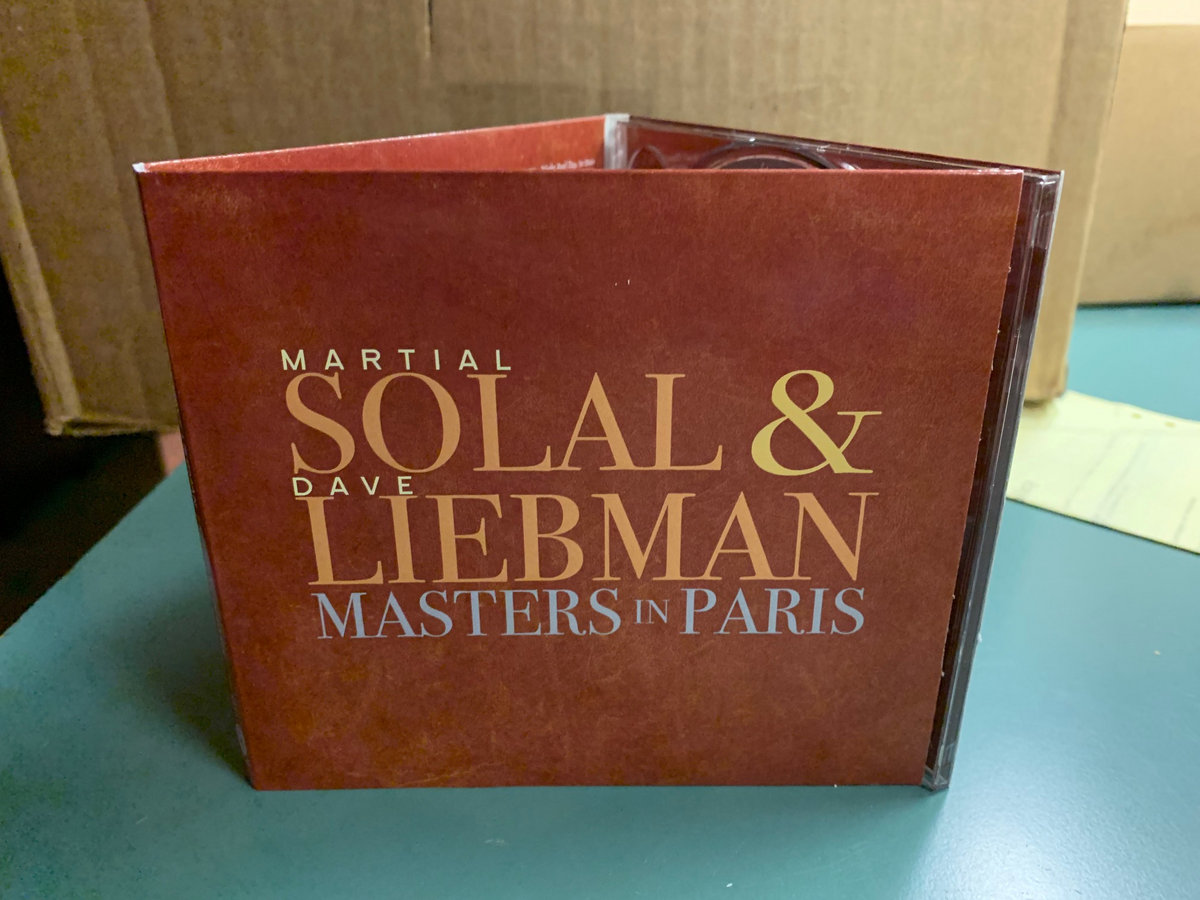 MARTIAL
SOLAL &
DAVE
LIEBMAN
MASTERS IN PARIS